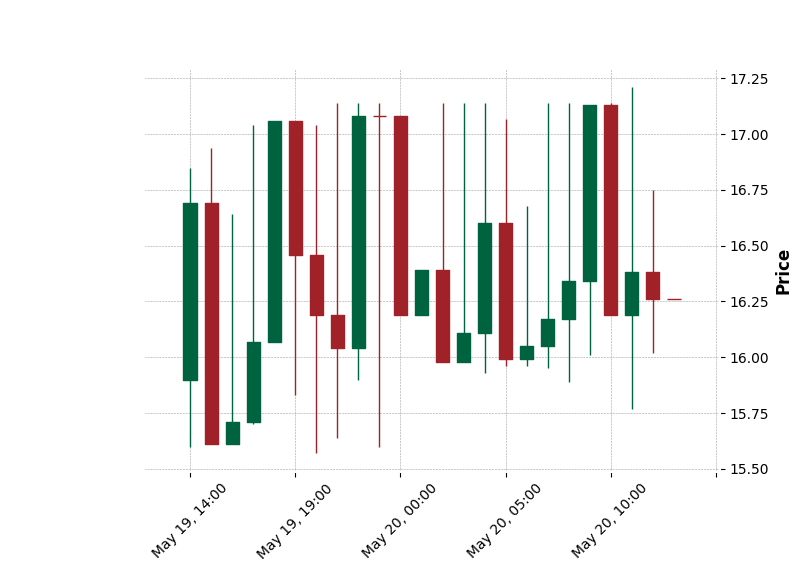 17.25
17.00
16.75
16.50
16.25
16.00
15.75
15.50
Price
May 19, 14:00
May 19, 19:00
May 20, 00:00
May 20, 05:00
May 20, 10:00